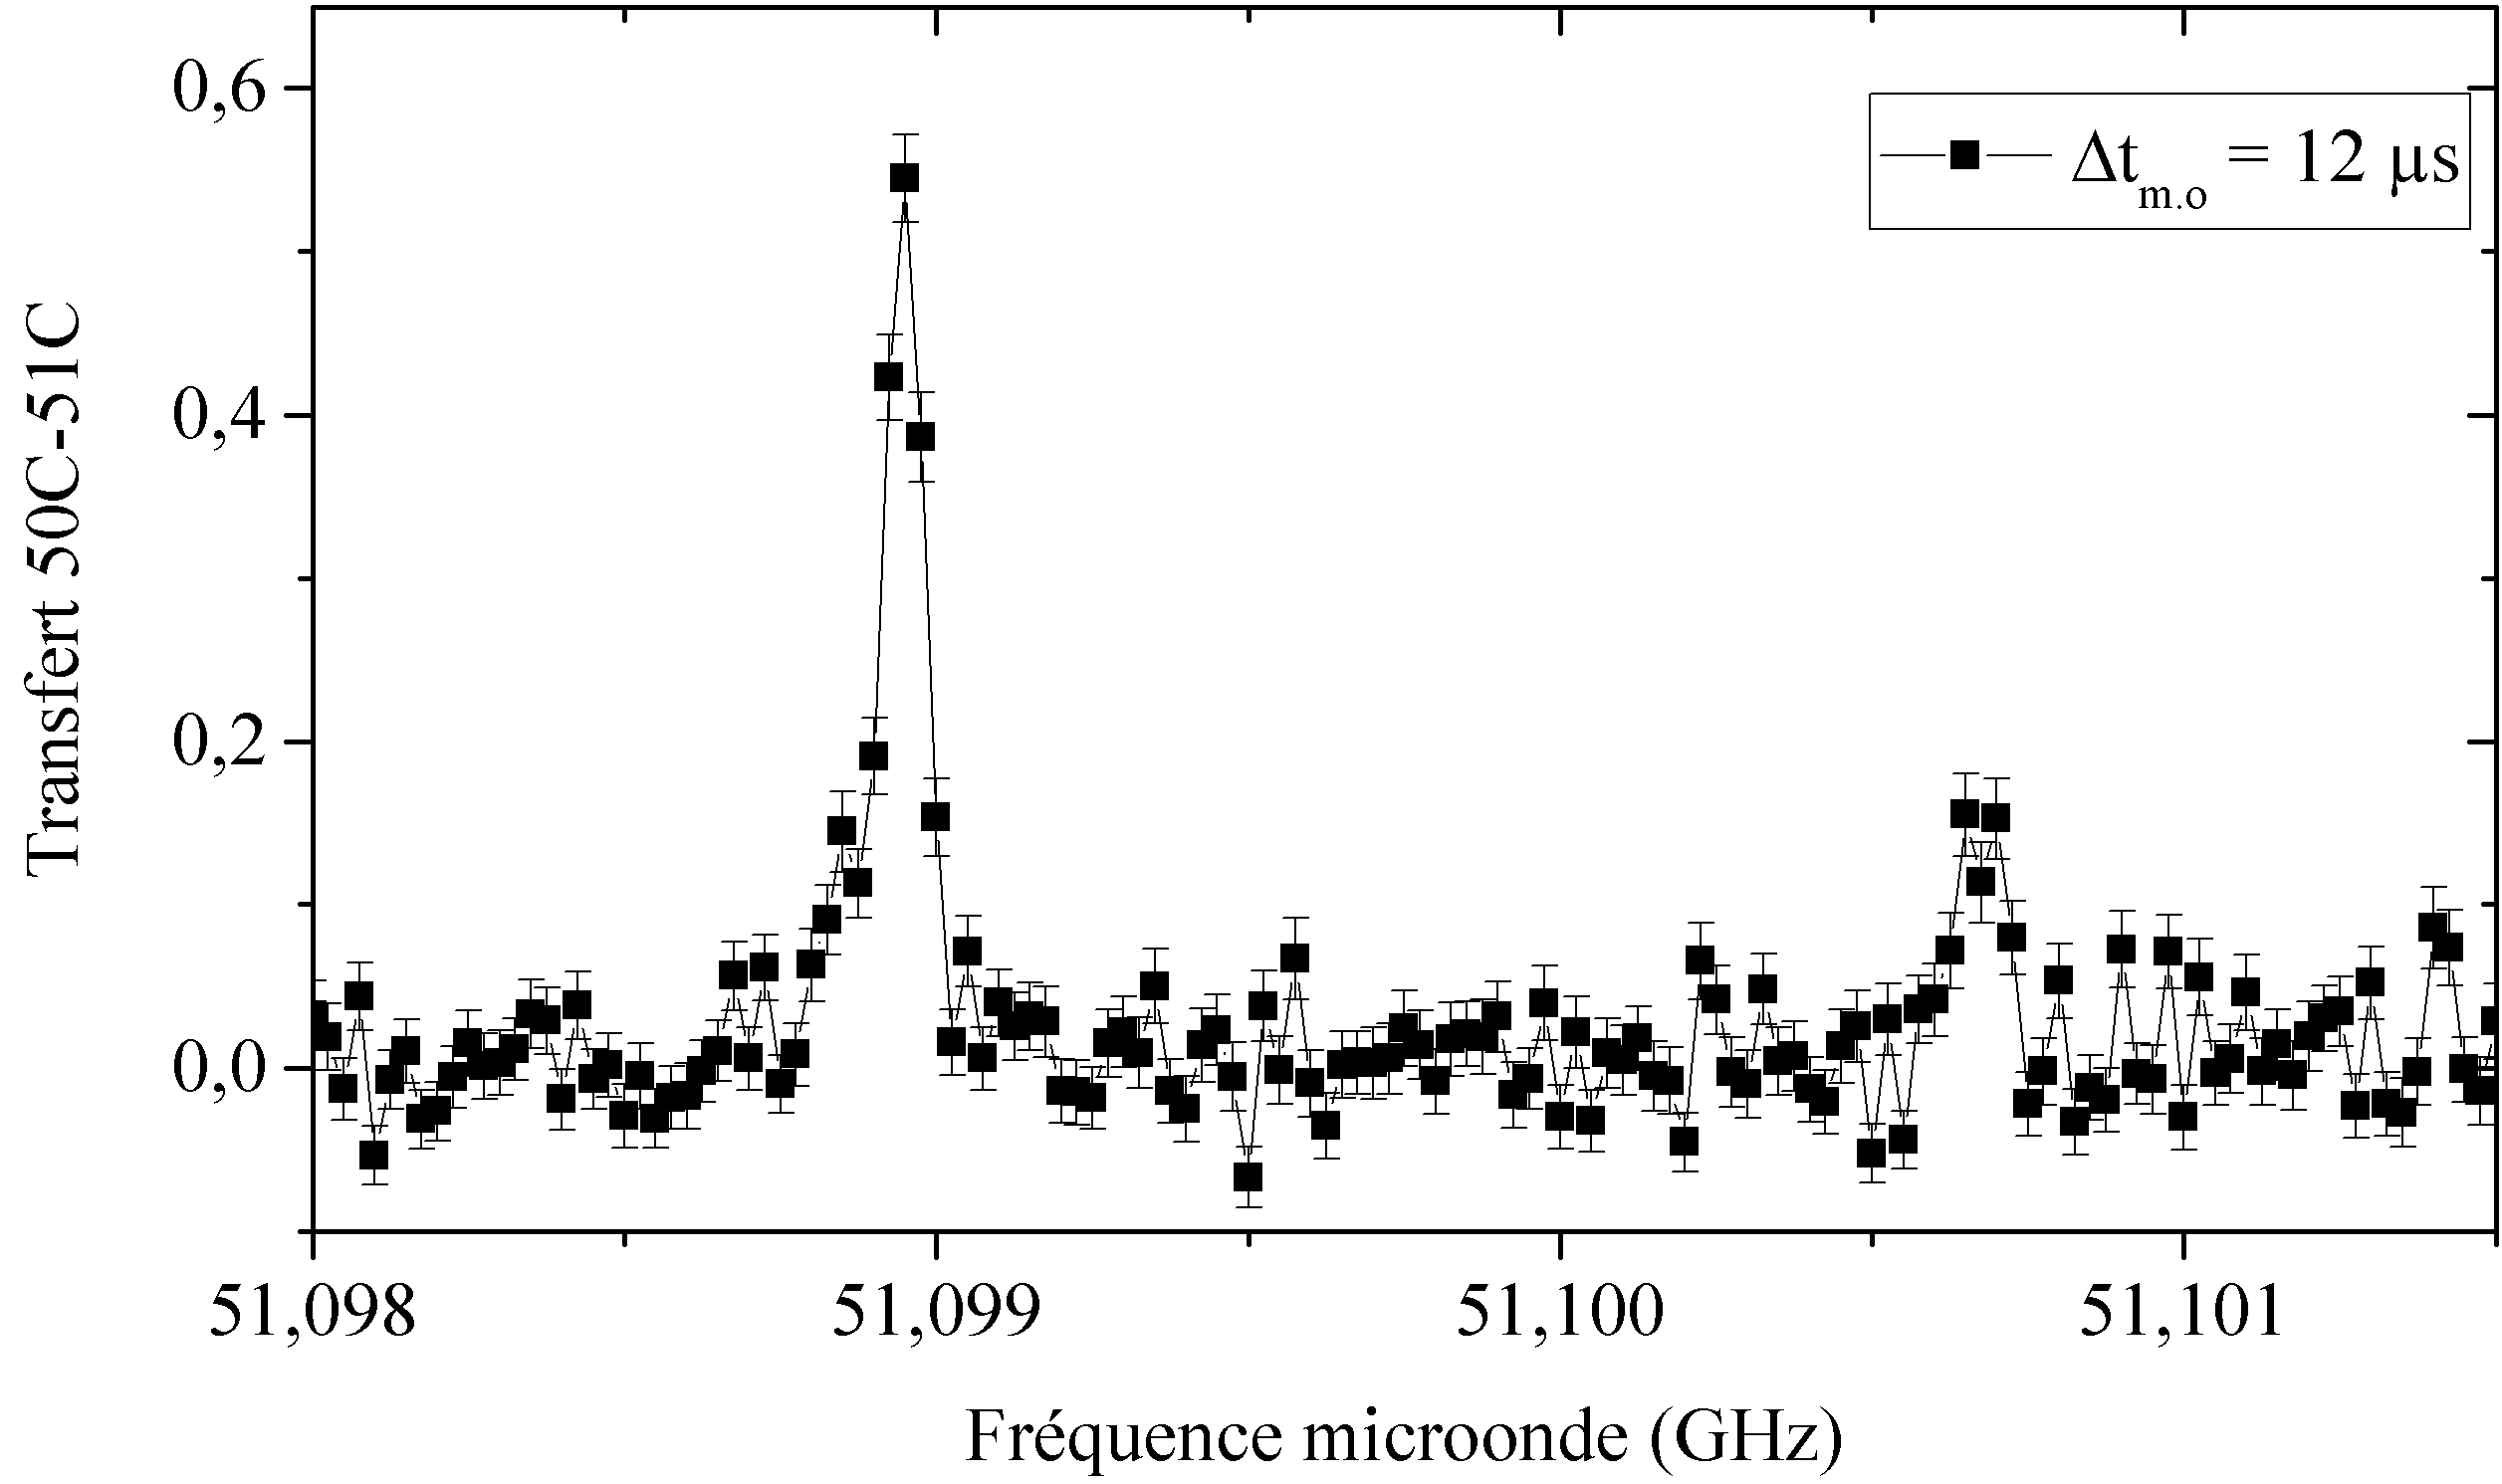 0,6
0,4
0,2
0,0
Transfert 50C-51C
Δt_m.o = 12 µs
51,098
51,099
51,100
51,101
Fréquence microonde (GHz)